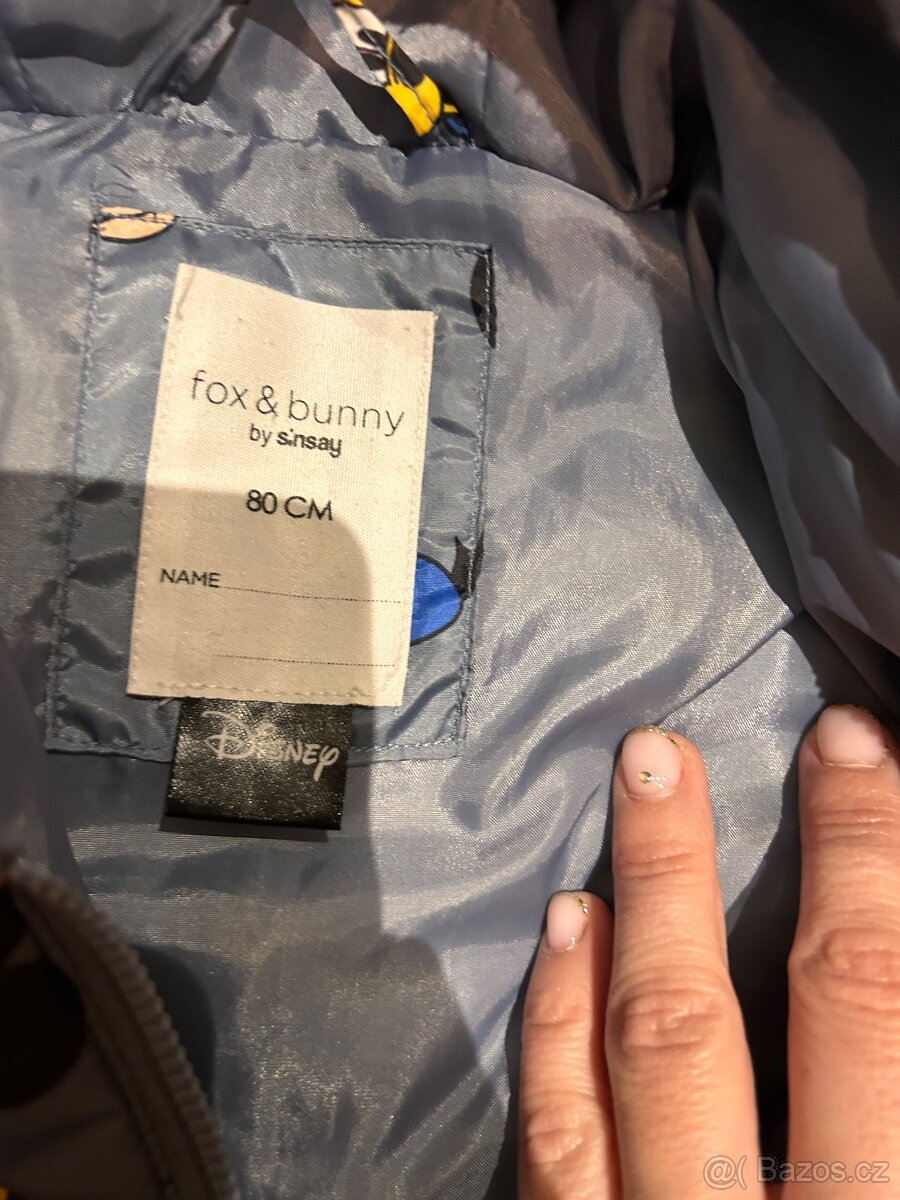 fox & bunny
by sinsay
80 CM
NAME
Disney
@( Bazos.cz